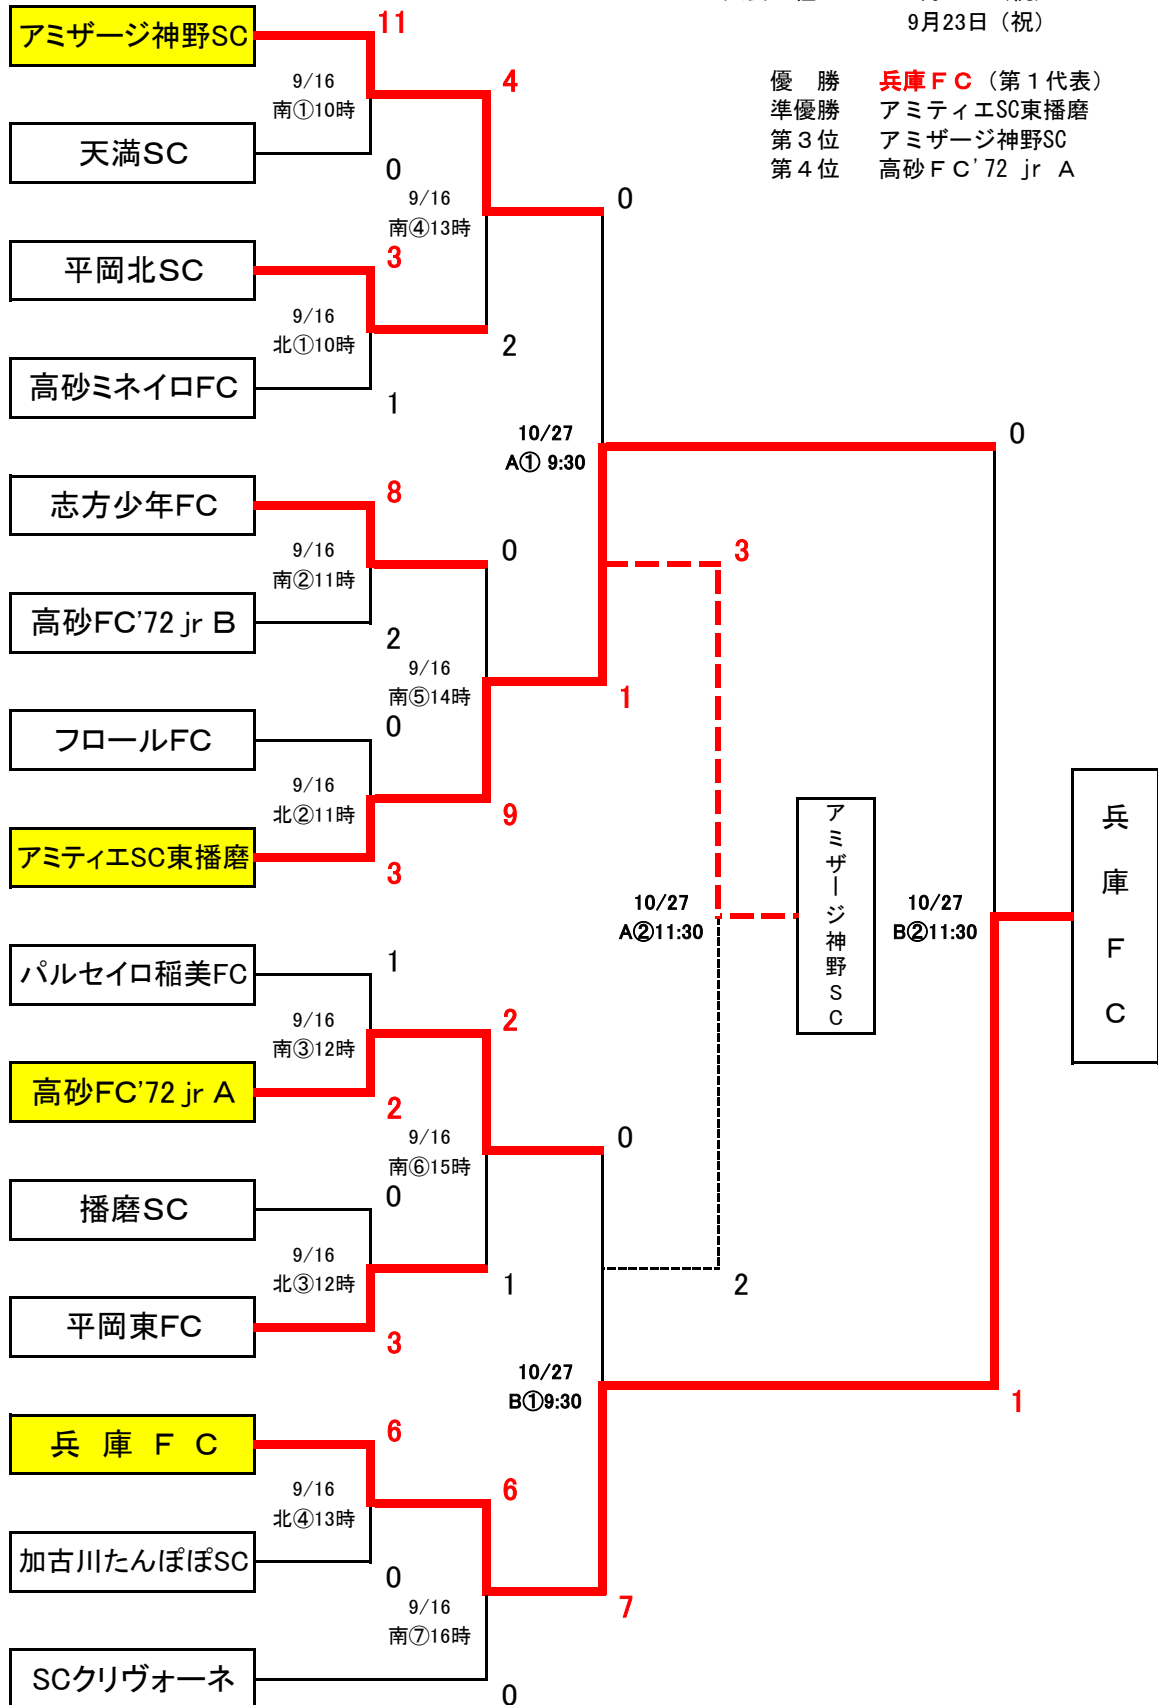 9月23日（祝）
優　勝　兵庫ＦＣ（第１代表）
準優勝　アミティエSC東播磨
第３位　アミザージ神野SC
第４位　高砂ＦＣ'72 jr Ａ
アミザージ神野SC
11
9/16
南①10時
4
天満SC
0
9/16
南④13時
0
平岡北SC
3
9/16
北①10時
2
高砂ミネイロFC
1
10/27
A① 9:30
0
志方少年FC
8
9/16
南②11時
0
3
高砂FC'72 jr B
2
9/16
南⑤14時
1
フロールFC
0
9/16
北②11時
9
アミティエSC東播磨
3
アミザージ神野SC
兵庫FC
10/27
A②11:30
10/27
B②11:30
パルセイロ稲美FC
1
9/16
南③12時
2
高砂FC'72 jr A
2
9/16
南⑥15時
0
播磨SC
0
9/16
北③12時
1
2
平岡東FC
3
10/27
B①9:30
1
兵 庫 F C
6
9/16
北④13時
6
加古川たんぽぽSC
0
9/16
南⑦16時
7
SCクリヴォーネ
0